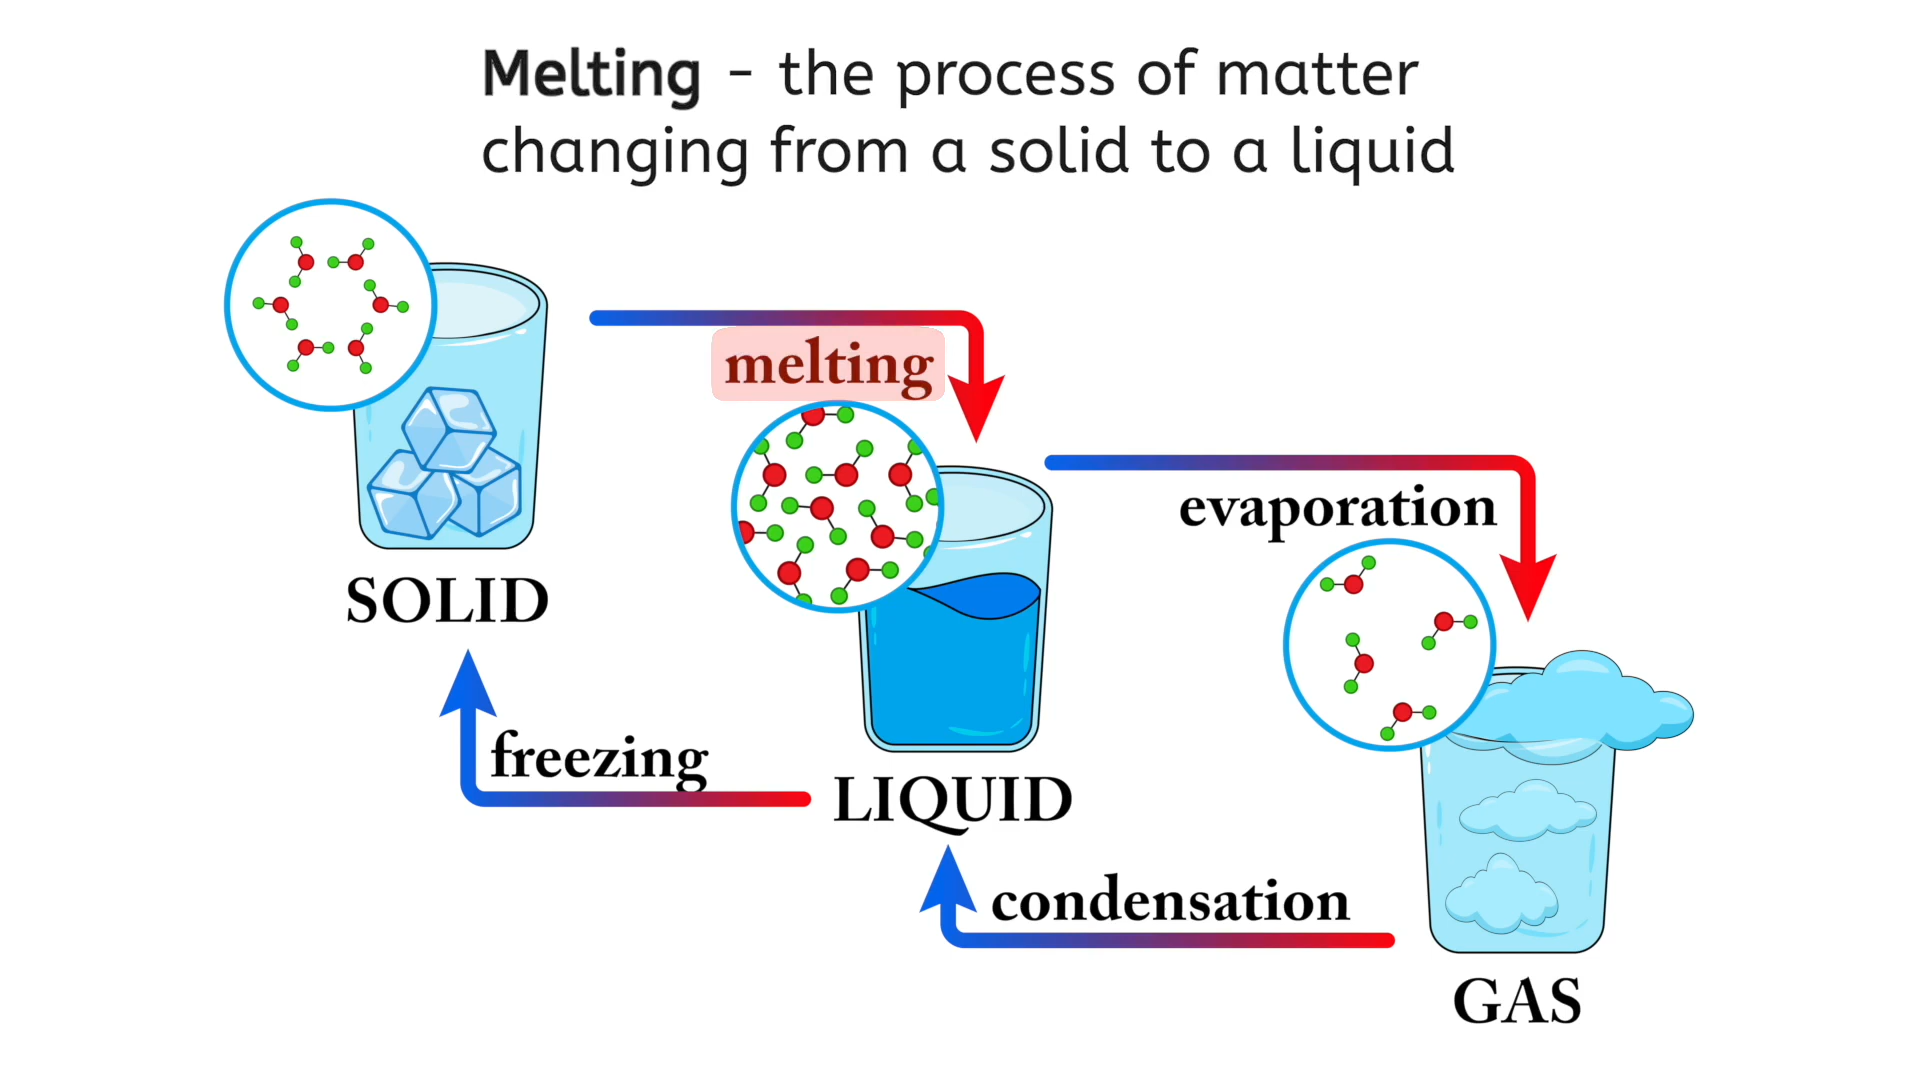 Melting - the process of matter
changing from a solid to a liquid
melting
evaporation
SOLID
freezing
LIQUID
condensation
GAS